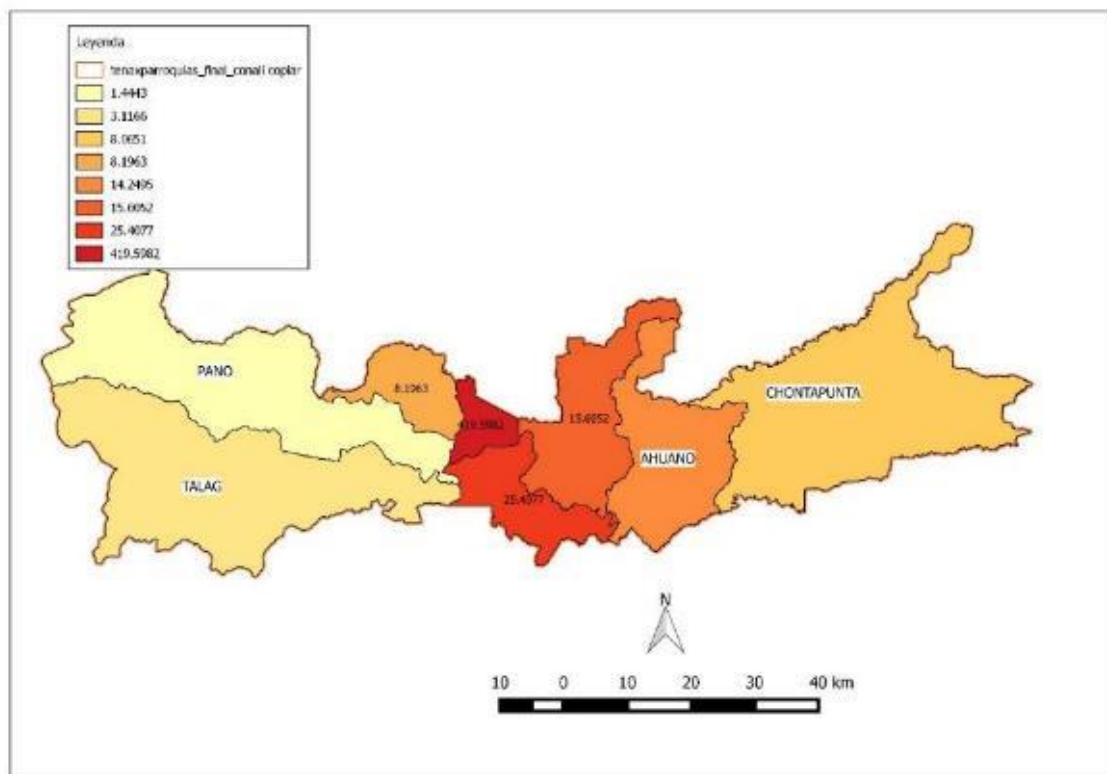 Leyenda
tenaxparroquias_final_conali copiar
1.4443
3.1166
8.0651
8.1963
14.2495
15.6052
25.4077
419.5982
PANO
8.1963
CHONTAPUNTA
419.5982
15.6052
AHUANO
TALAG
25.4077
N
10 0 10 20 30 40 km